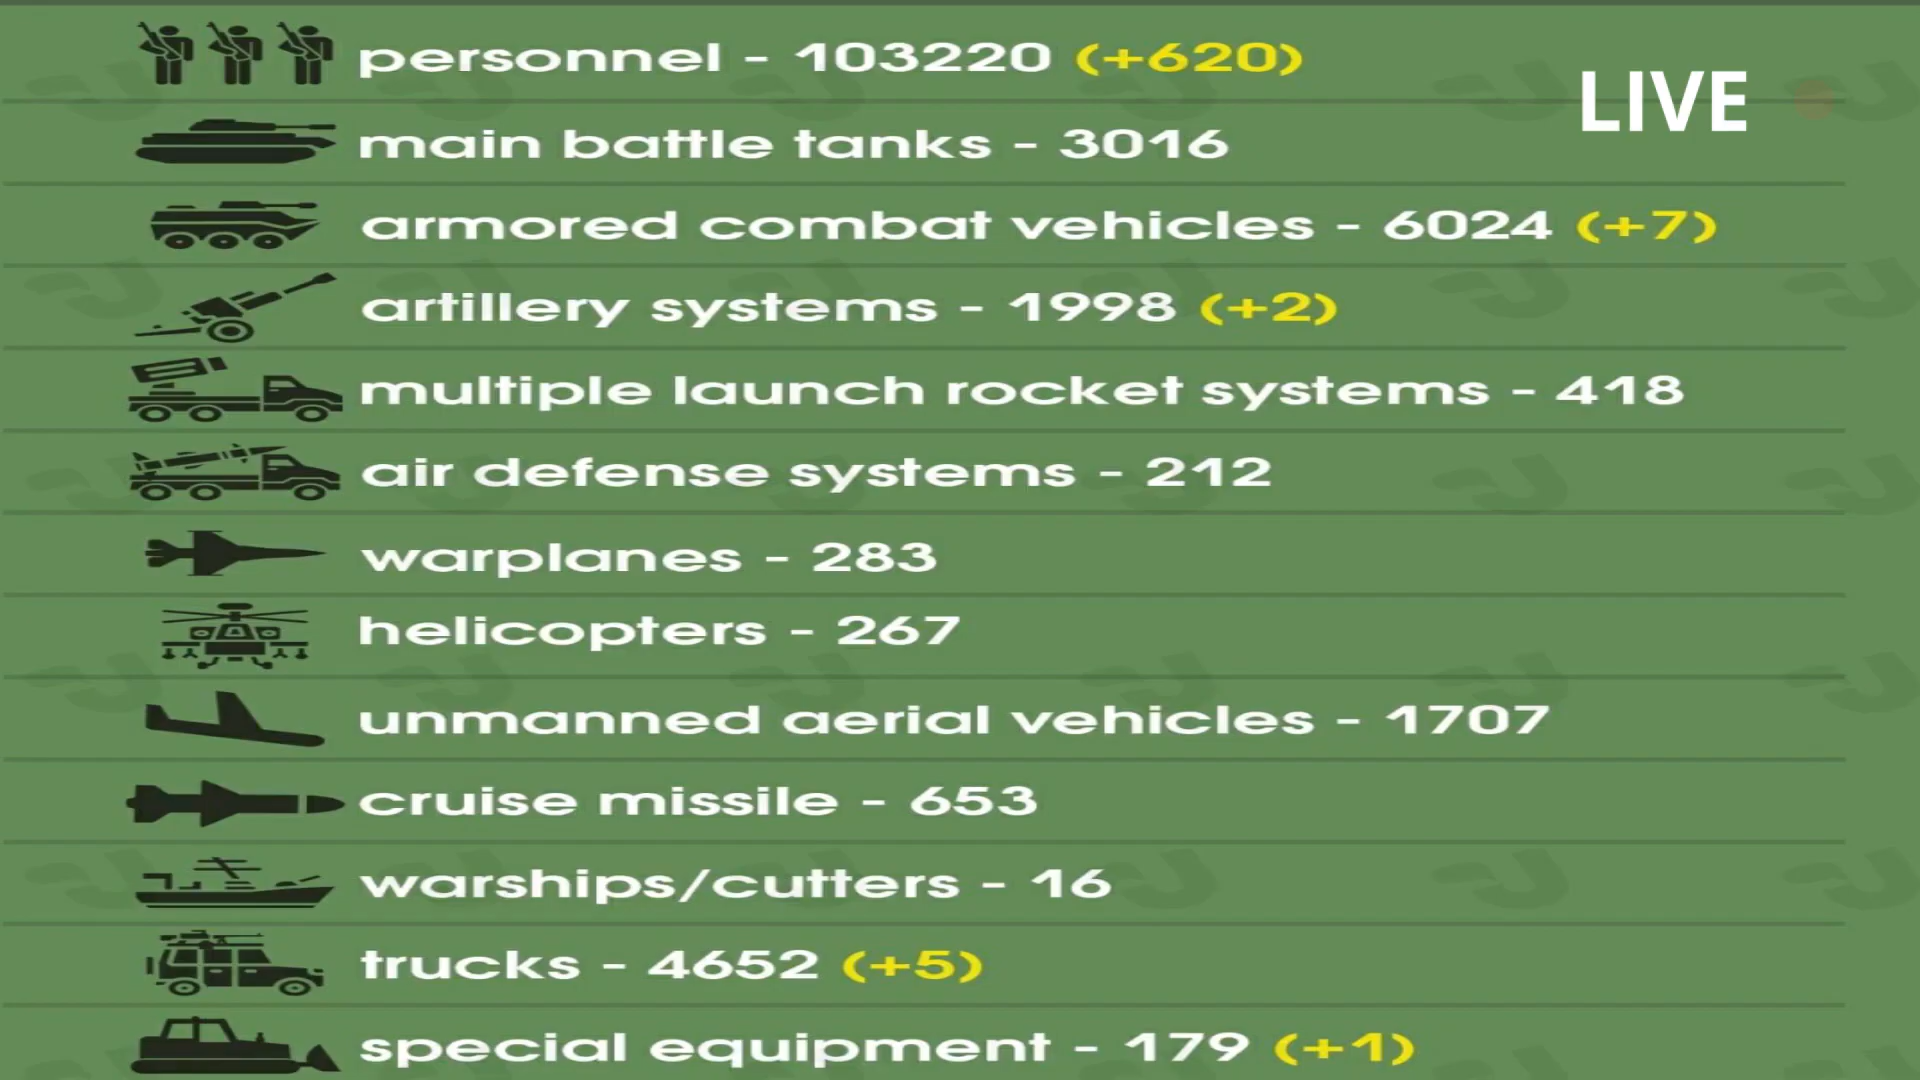 personnel - 103220 (+620)
LIVE
main battle tanks - 3016
armored combat vehicles - 6024 (+7)
artillery systems - 1998 (+2)
multiple launch rocket systems - 418
air defense systems - 212
warplanes - 283
helicopters - 267
unmanned aerial vehicles - 1707
cruise missile - 653
warships/cutters - 16
trucks - 4652 (+5)
special equipment - 179 (+1)